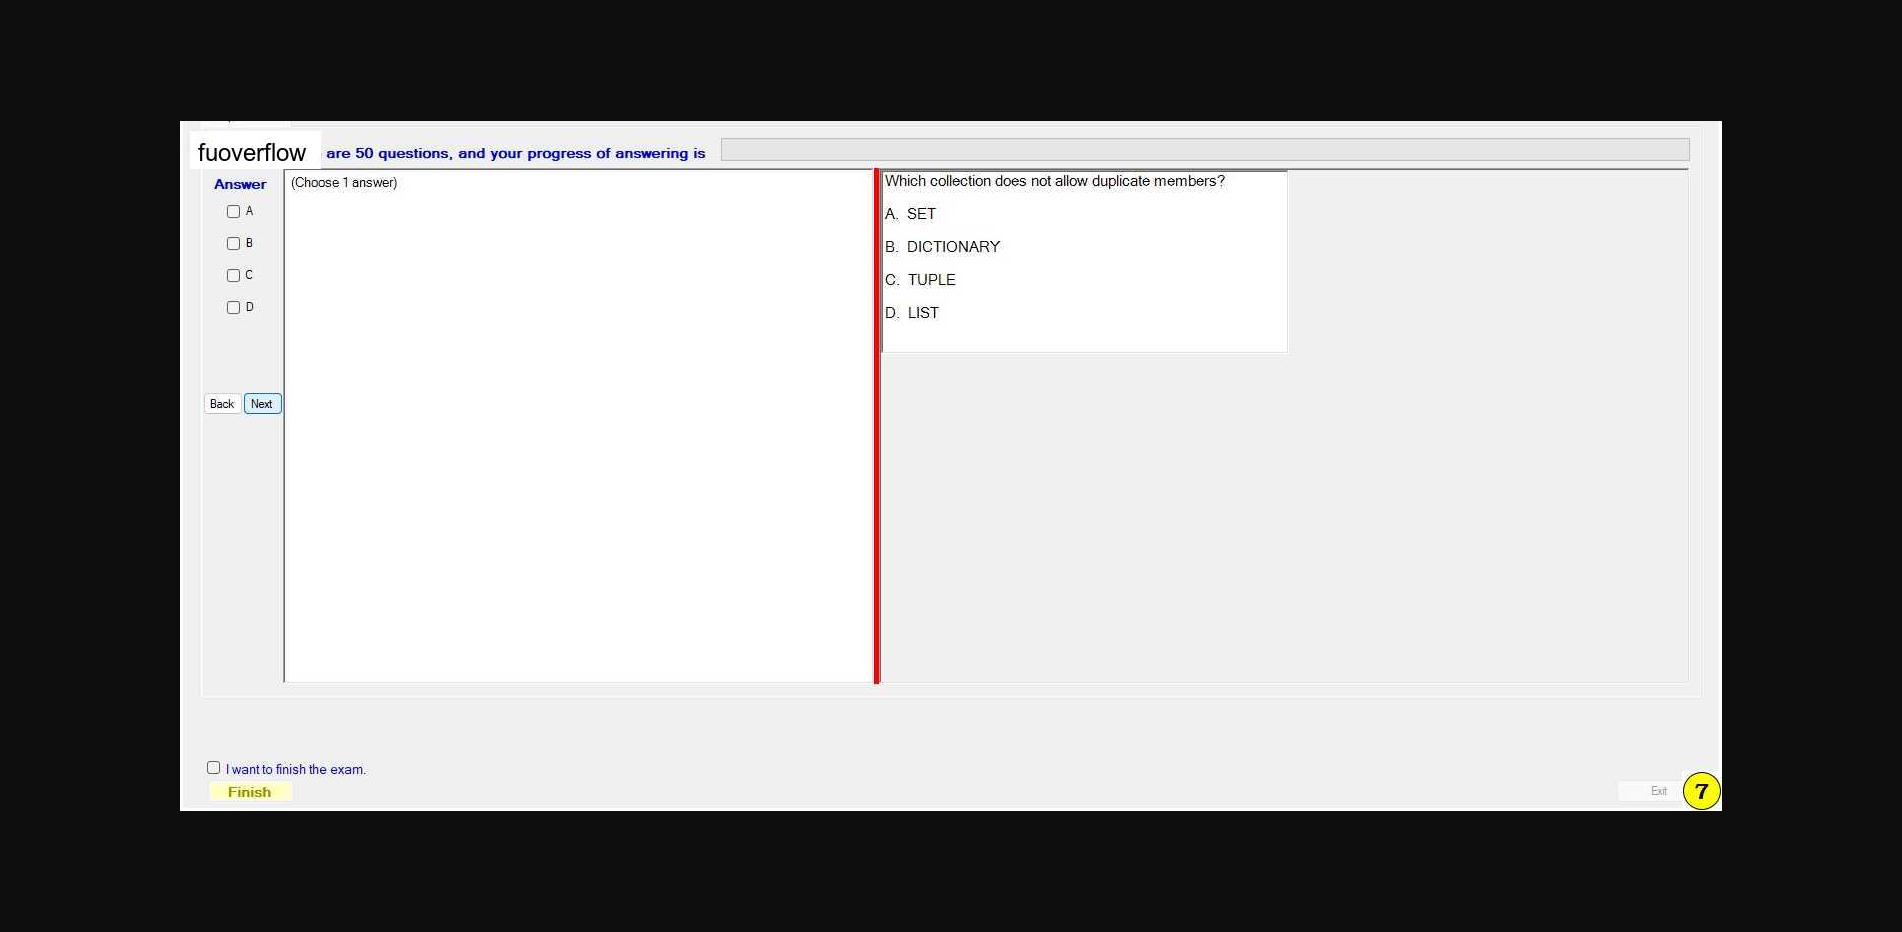 fuoverflow are 50 questions, and your progress of answering is
Answer
(Choose 1 answer)
A
B
C
D
Back Next
Which collection does not allow duplicate members?
A. SET
B. DICTIONARY
C. TUPLE
D. LIST
I want to finish the exam.
Finish
Exit
7